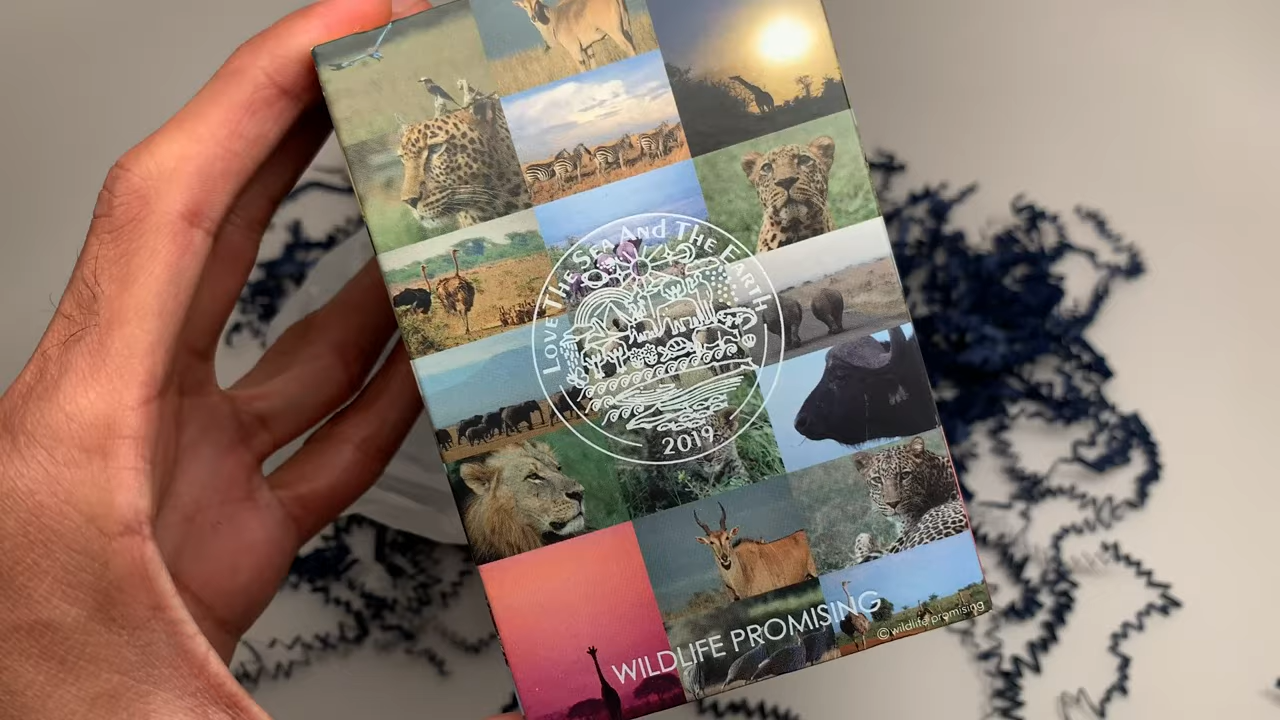 LOVE THE SEA AND THE EARTH
2019
WILDLIFE PROMISING
©wildlife promising